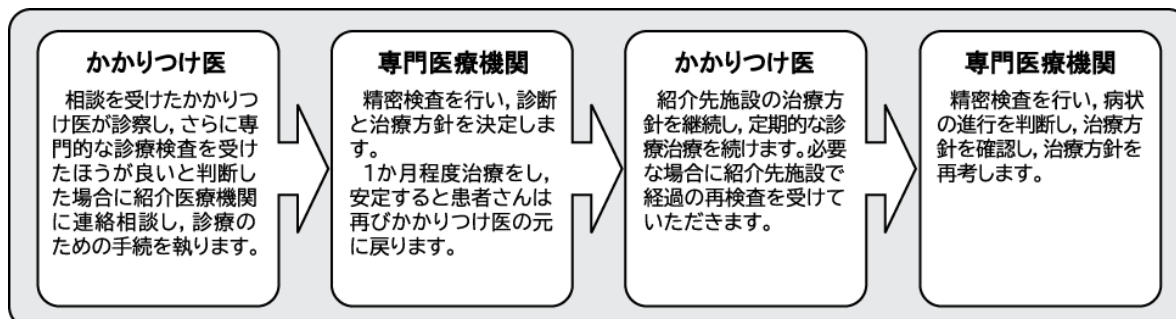 かかりつけ医
相談を受けたかかりつ
け医が診察し，さらに専
門的な診療検査を受け
たほうが良いと判断し
た場合に紹介医療機関
に連絡相談し，診療の
ための手続を執ります。
専門医療機関
精密検査を行い，診断
と治療方針を決定しま
す。
1か月程度治療をし，
安定すると患者さんは
再びかかりつけ医の元
に戻ります。
かかりつけ医
紹介先施設の治療方
針を継続し，定期的な診
療治療を続けます。必要
な場合に紹介先施設で
経過の再検査を受けて
いただきます。
専門医療機関
精密検査を行い，病状
の進行を判断し，治療方
針を確認し，治療方針を
再考します。